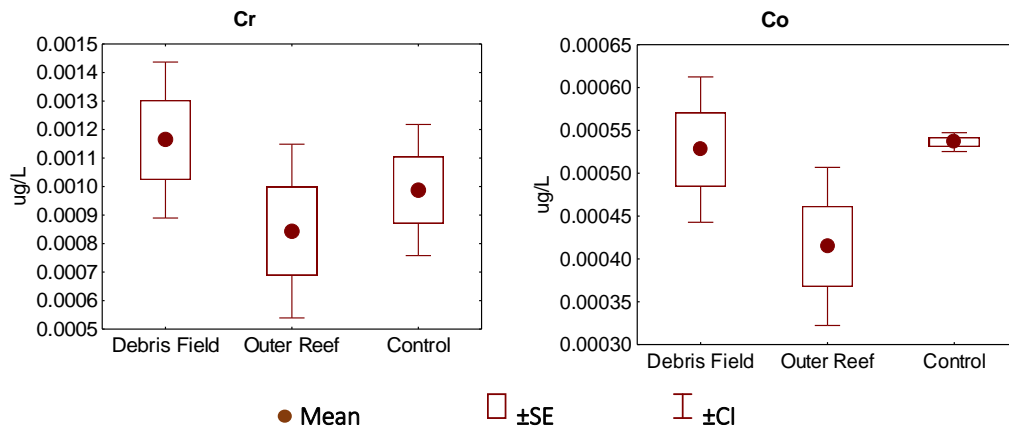 Cr
ug/L
0.0015
0.0014
0.0013
0.0012
0.0011
0.0010
0.0009
0.0008
0.0007
0.0006
0.0005
Debris Field Outer Reef Control
Co
ug/L
0.00065
0.00060
0.00055
0.00050
0.00045
0.00040
0.00035
0.00030
Debris Field Outer Reef Control
Mean ±SE ±CI